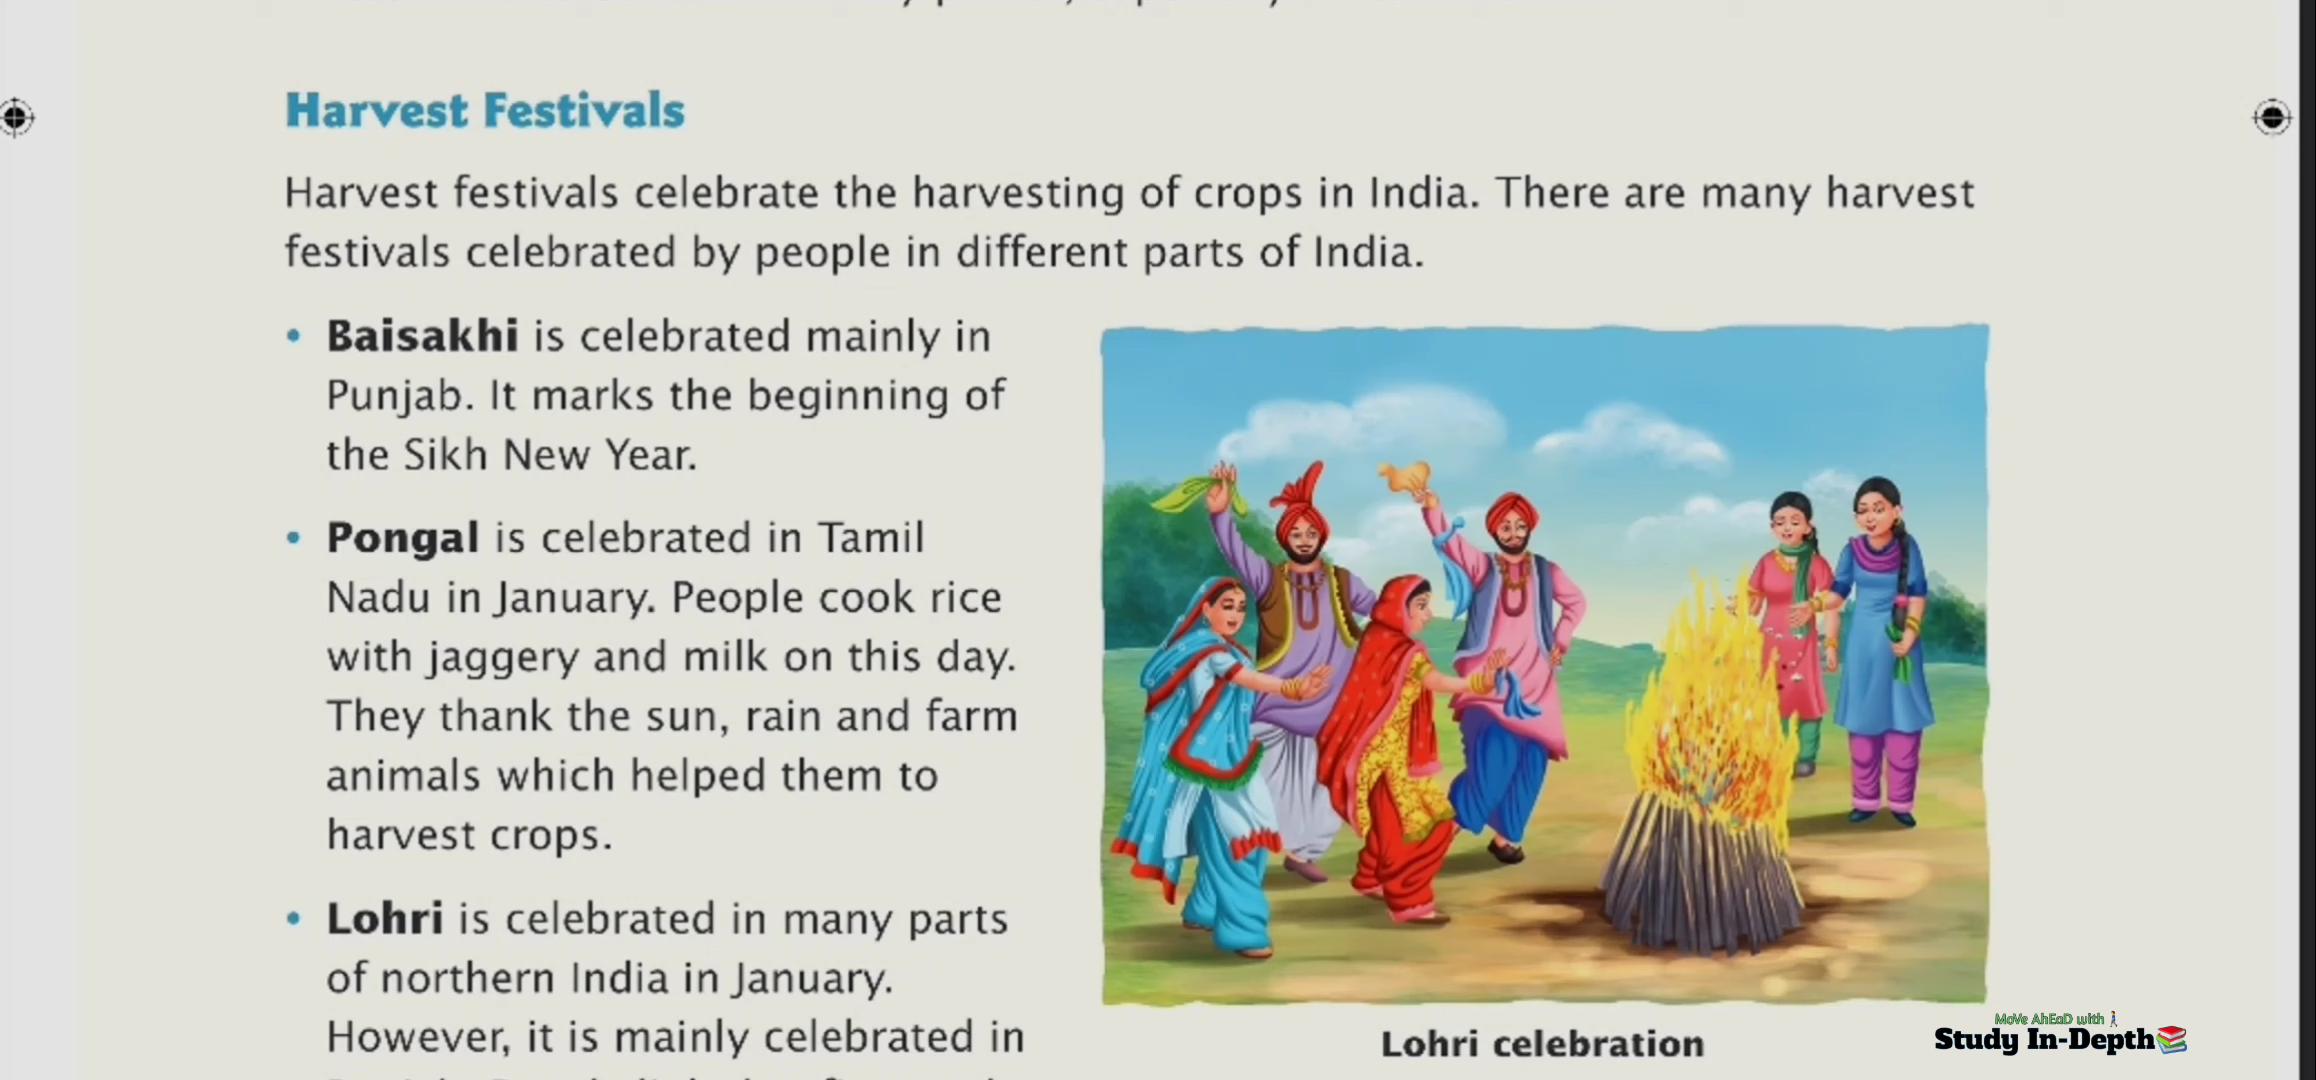 Harvest Festivals
Harvest festivals celebrate the harvesting of crops in India. There are many harvest
festivals celebrated by people in different parts of India.
• Baisakhi is celebrated mainly in
Punjab. It marks the beginning of
the Sikh New Year.
• Pongal is celebrated in Tamil
Nadu in January. People cook rice
with jaggery and milk on this day.
They thank the sun, rain and farm
animals which helped them to
harvest crops.
• Lohri is celebrated in many parts
of northern India in January.
However, it is mainly celebrated in
Lohri celebration
MoVe AhEaD with
Study In-Depth